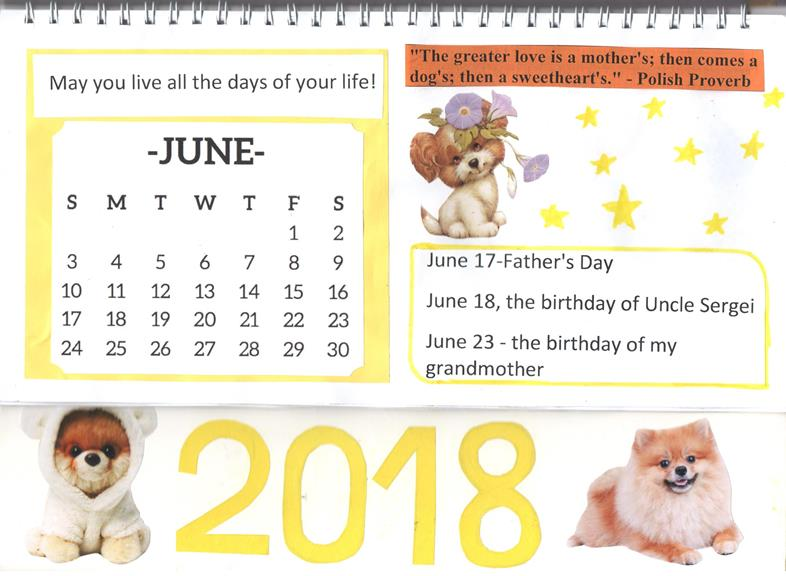 May you live all the days of your life!
-JUNE-
S M T W T F S
1 2
3 4 5 6 7 8 9
10 11 12 13 14 15 16
17 18 19 20 21 22 23
24 25 26 27 28 29 30
"The greater love is a mother's; then comes a
dog's; then a sweetheart's." - Polish Proverb
June 17-Father's Day
June 18, the birthday of Uncle Sergei
June 23 - the birthday of my
grandmother
2018